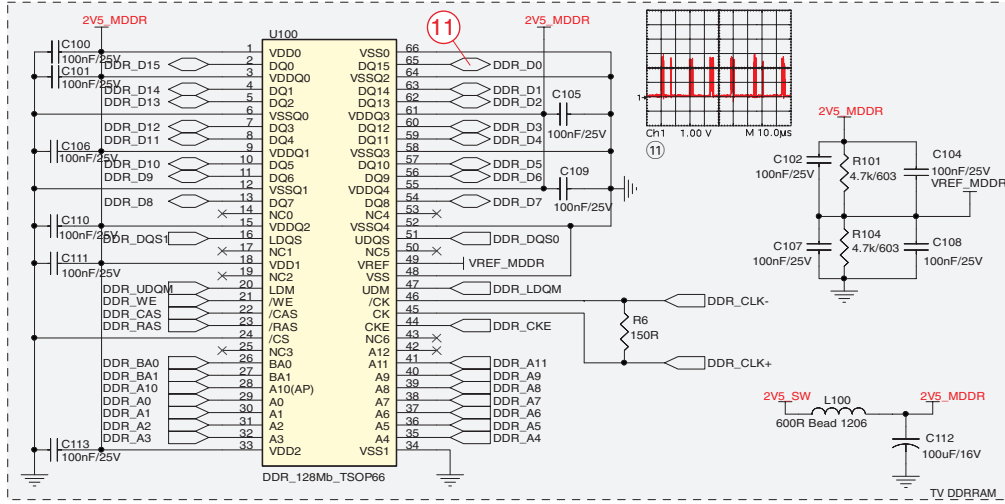 2V5_MDDR
U100
11
2V5_MDDR
C100
100nF/25V
1 VDD0 VSS0 66
DDR_D15 2 DQ0 DQ15 65 DDR_D0
C101
100nF/25V
3 VDDQ0 VSSQ2 64
DDR_D14 4 DQ1 DQ14 63 DDR_D1
DDR_D13 5 DQ2 DQ13 62 DDR_D2
6 VSSQ0 VDDQ3 61
C105
100nF/25V
DDR_D12 7 DQ3 DQ12 60 DDR_D3
DDR_D11 8 DQ4 DQ11 59 DDR_D4
C106
100nF/25V
9 VDDQ1 VSSQ3 58
DDR_D10 10 DQ5 DQ10 57 DDR_D5
DDR_D9 11 DQ6 DQ9 56 DDR_D6
12 VSSQ1 VDDQ4 55
C109
100nF/25V
DDR_D8 13 DQ7 DQ8 54 DDR_D7
14 NC0 NC4 53
C110
100nF/25V
15 VDDQ2 VSSQ4 52
DDR_DQS1 16 LDQS UDQS 51 DDR_DQS0
17 NC1 NC5 50
C111
100nF/25V
18 VDD1 VREF 49 VREF_MDDR
19 NC2 VSS 48
DDR_UDQM 20 LDM UDM 47 DDR_LDQM
DDR_WE 21 /WE /CK 46 DDR_CLK-
DDR_CAS 22 /CAS CK 45
DDR_RAS 23 /RAS CKE 44 DDR_CKE
R6
150R
24 /CS NC6 43
25 NC3 A12 42
DDR_BA0 26 BA0 A11 41 DDR_A11
DDR_CLK+
DDR_BA1 27 BA1 A9 40 DDR_A9
DDR_A10 28 A10(AP) A8 39 DDR_A8
DDR_A0 29 A0 A7 38 DDR_A7
DDR_A1 30 A1 A6 37 DDR_A6
DDR_A2 31 A2 A5 36 DDR_A5
DDR_A3 32 A3 A4 35 DDR_A4
C113
100nF/25V
33 VDD2 VSS1 34
DDR_128Mb_TSOP66
1
Ch1 1.00 V M 10.0µs
11
2V5_MDDR
C102
100nF/25V
R101
4.7k/603
C104
100nF/25V
VREF_MDDR
C107
100nF/25V
R104
4.7k/603
C108
100nF/25V
2V5_SW
L100
2V5_MDDR
600R Bead 1206
C112
100uF/16V
TV DDRRAM